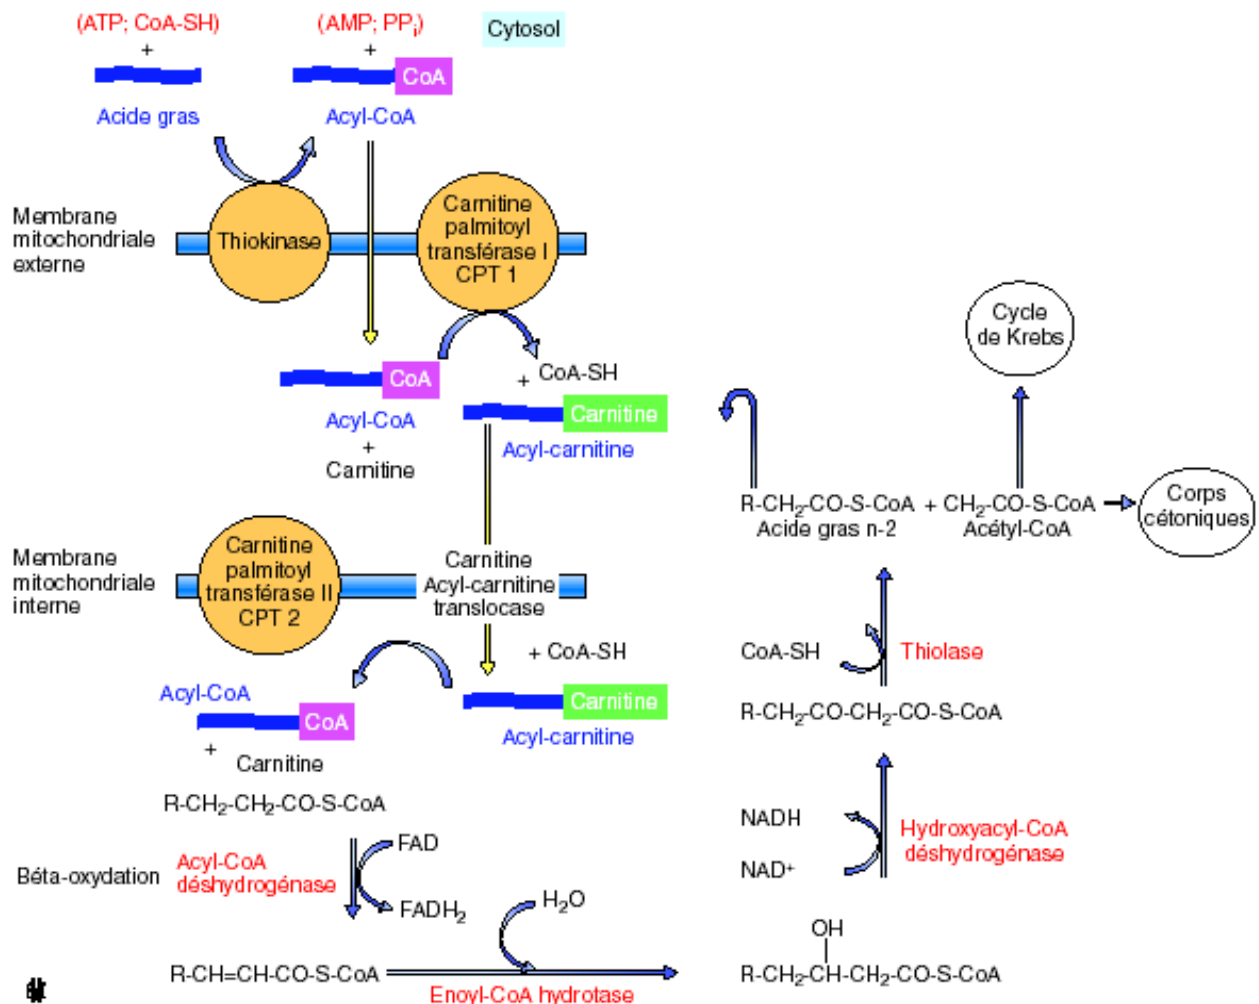 (ATP; CoA-SH)
+
Acide gras
(AMP; PPi)
+
CoA
Acyl-CoA
Cytosol
Membrane
mitochondriale
externe
Thiokinase
Carnitine
palmitoyl
transférase I
CPT 1
CoA
Acyl-CoA
+
Carnitine
+ CoA-SH
Carnitine
Acyl-carnitine
Membrane
mitochondriale
interne
Carnitine
palmitoyl
transférase II
CPT 2
Carnitine
Acyl-carnitine
translocase
+ CoA-SH
Carnitine
Acyl-carnitine
Acyl-CoA
CoA
+
Carnitine
R-CH2-CH2-CO-S-CoA
Béta-oxydation
Acyl-CoA
déshydrogénase
FAD
FADH2
R-CH=CH-CO-S-CoA
H2O
Enoyl-CoA hydrotase
OH
R-CH2-CH-CH2-CO-S-CoA
NADH
NAD+
Hydroxyacyl-CoA
déshydrogénase
R-CH2-CO-CH2-CO-S-CoA
CoA-SH
Thiolase
R-CH2-CO-S-CoA + CH2-CO-S-CoA
Acide gras n-2
Acétyl-CoA
Cycle
de Krebs
Corps
cétoniques